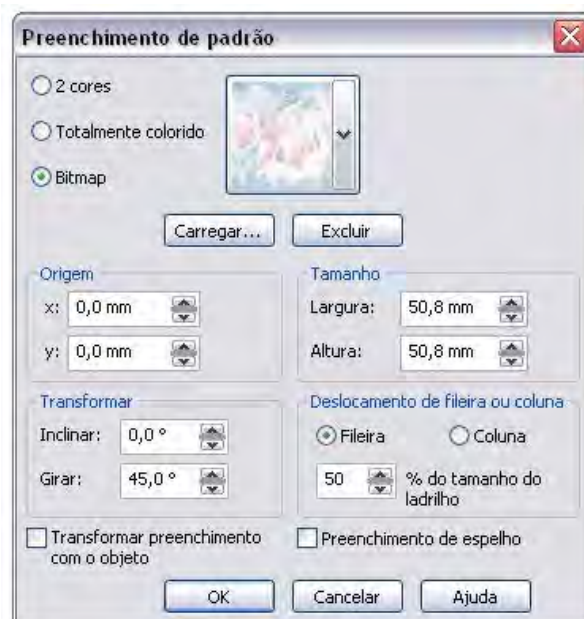 Preenchimento de padrão
2 cores
Totalmente colorido
Bitmap
Carregar... Excluir
Origem
x: 0,0 mm
y: 0,0 mm
Tamanho
Largura: 50,8 mm
Altura: 50,8 mm
Transformar
Inclinar: 0,0 °
Girar: 45,0 °
Deslocamento de fileira ou coluna
Fileira Coluna
50 % do tamanho do
ladrilho
Transformar preenchimento
com o objeto
Preenchimento de espelho
OK Cancelar Ajuda